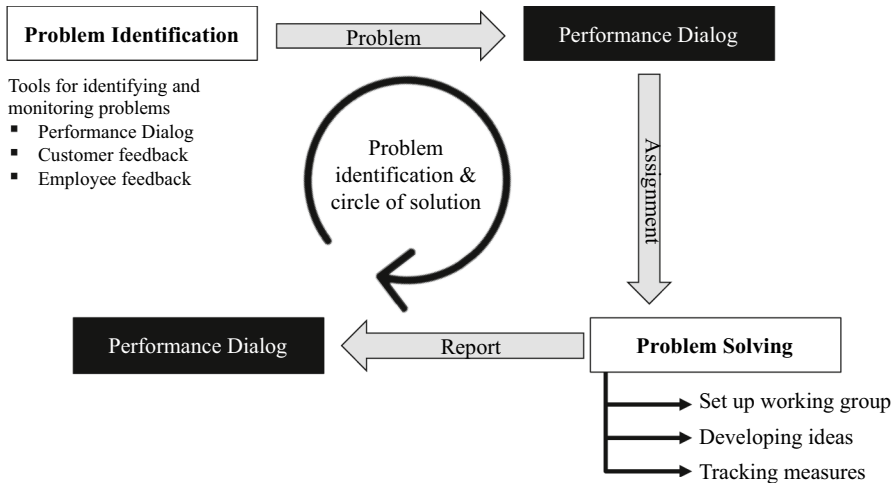 Problem Identification
Problem
Performance Dialog
Tools for identifying and
monitoring problems
▪ Performance Dialog
▪ Customer feedback
▪ Employee feedback
Problem
identification &
circle of solution
Assignment
Performance Dialog
Report
Problem Solving
Set up working group
Developing ideas
Tracking measures